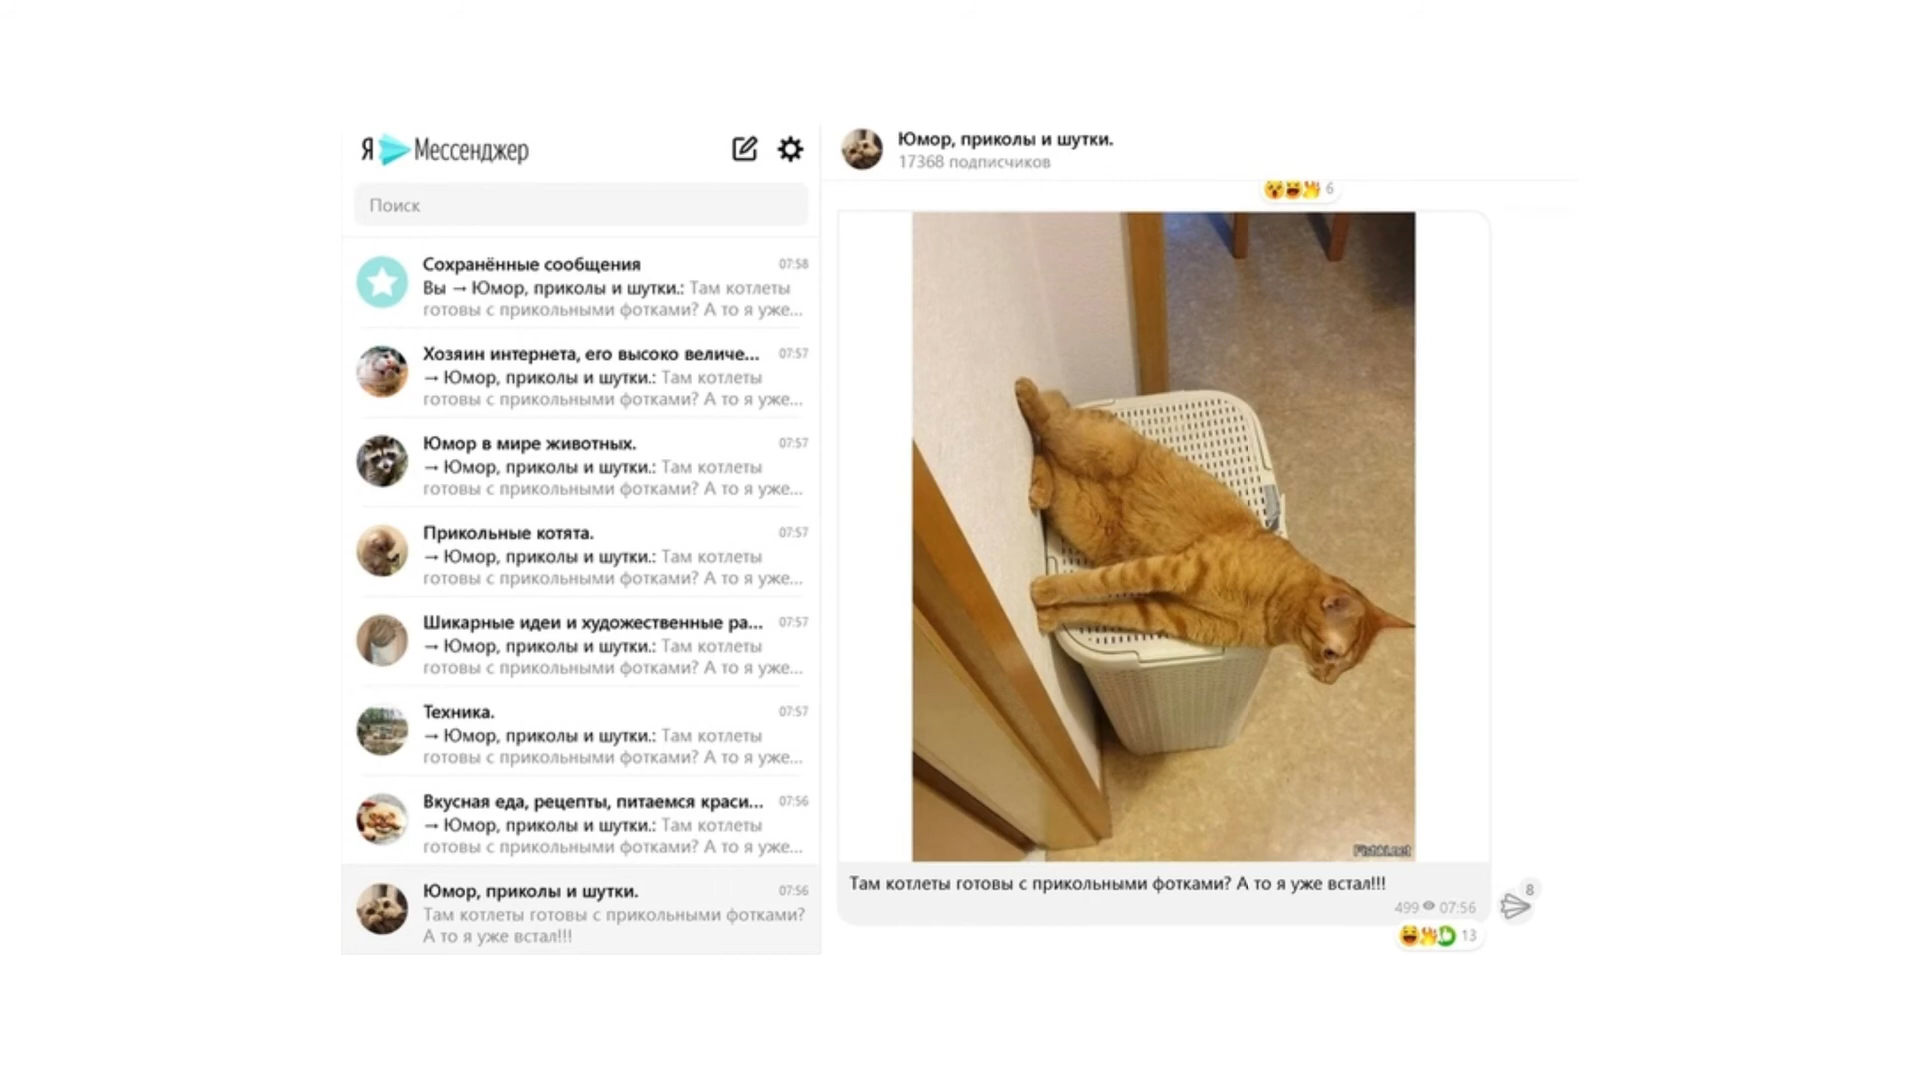 Я Мессенджер
Поиск
Сохранённые сообщения 07:58
Вы → Юмор, приколы и шутки.: Там котлеты
готовы с прикольными фотками? А то я уже...
Хозяин интернета, его высоко величе... 07:57
→ Юмор, приколы и шутки.: Там котлеты
готовы с прикольными фотками? А то я уже...
Юмор в мире животных. 07:57
→ Юмор, приколы и шутки.: Там котлеты
готовы с прикольными фотками? А то я уже...
Прикольные котята. 07:57
→ Юмор, приколы и шутки.: Там котлеты
готовы с прикольными фотками? А то я уже...
Шикарные идеи и художественные ра... 07:57
→ Юмор, приколы и шутки.: Там котлеты
готовы с прикольными фотками? А то я уже...
Техника. 07:57
→ Юмор, приколы и шутки.: Там котлеты
готовы с прикольными фотками? А то я уже...
Вкусная еда, рецепты, питаемся краси... 07:56
→ Юмор, приколы и шутки.: Там котлеты
готовы с прикольными фотками? А то я уже...
Юмор, приколы и шутки. 07:56
Там котлеты готовы с прикольными фотками?
А то я уже встал!!!
Юмор, приколы и шутки.
17368 подписчиков
6
Fishki.net
Там котлеты готовы с прикольными фотками? А то я уже встал!!!
499 07:56
8
13